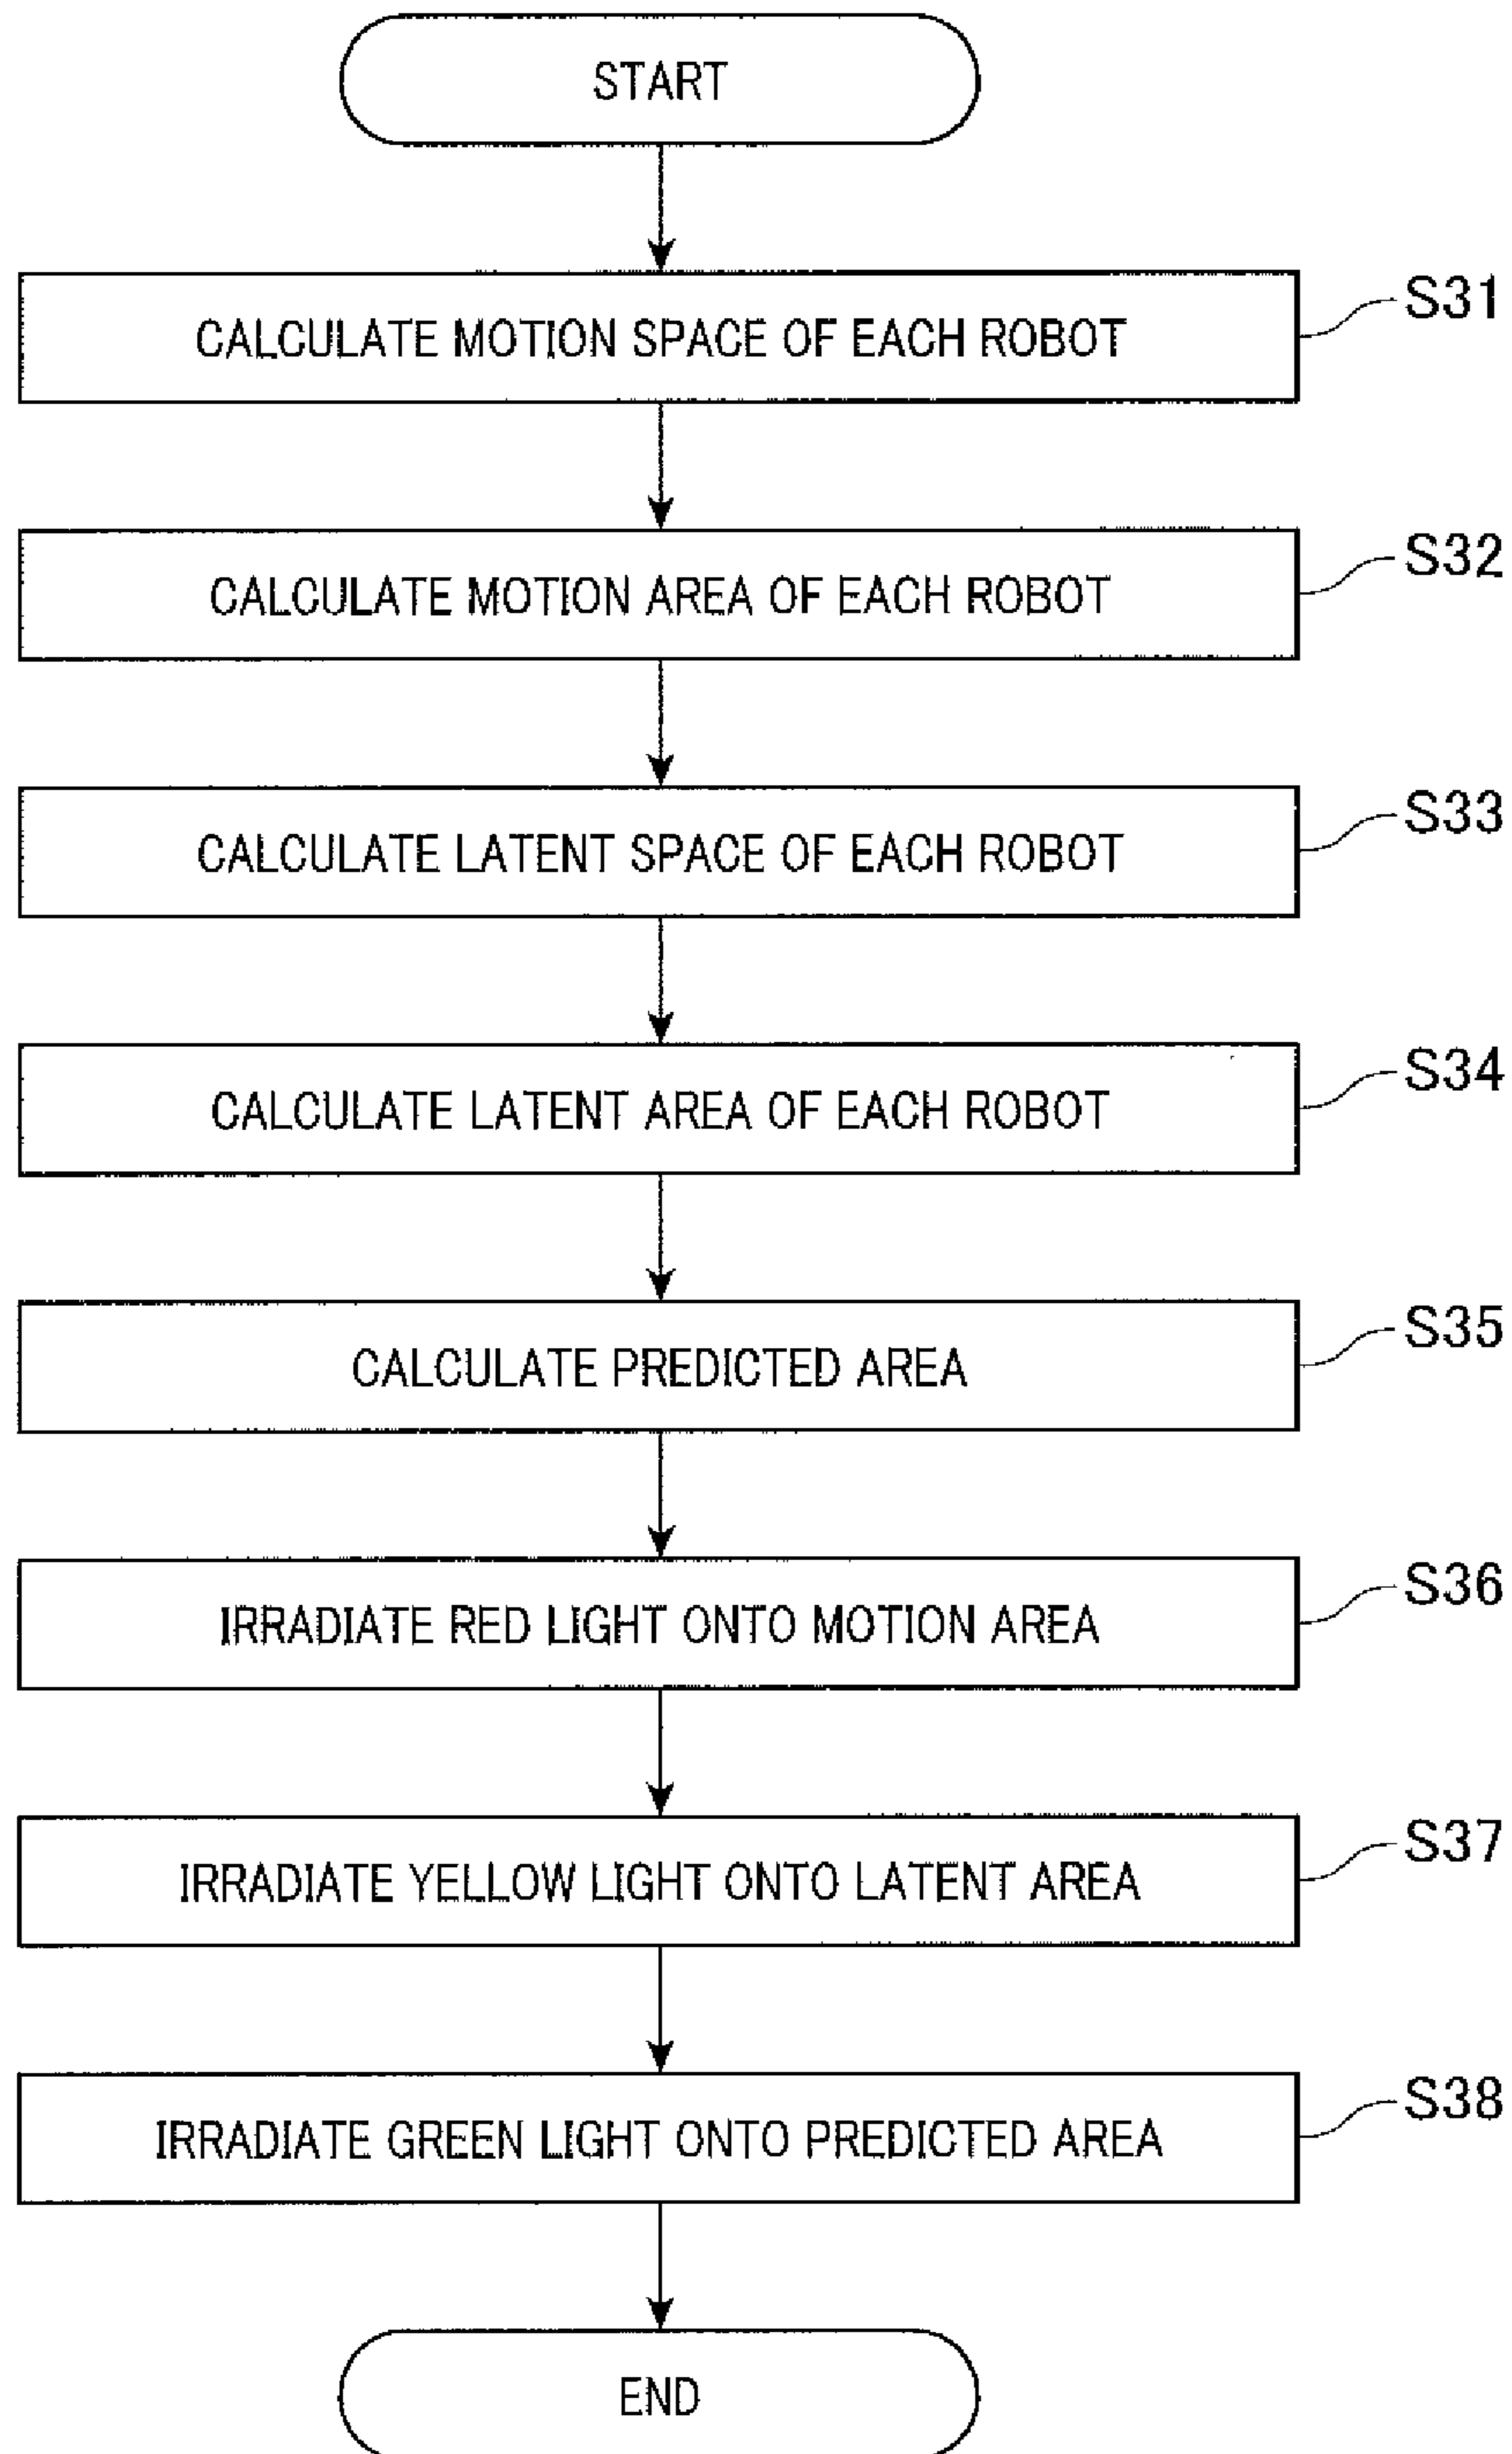 START
S31
CALCULATE MOTION SPACE OF EACH ROBOT
S32
CALCULATE MOTION AREA OF EACH ROBOT
S33
CALCULATE LATENT SPACE OF EACH ROBOT
S34
CALCULATE LATENT AREA OF EACH ROBOT
S35
CALCULATE PREDICTED AREA
S36
IRRADIATE RED LIGHT ONTO MOTION AREA
S37
IRRADIATE YELLOW LIGHT ONTO LATENT AREA
S38
IRRADIATE GREEN LIGHT ONTO PREDICTED AREA
END